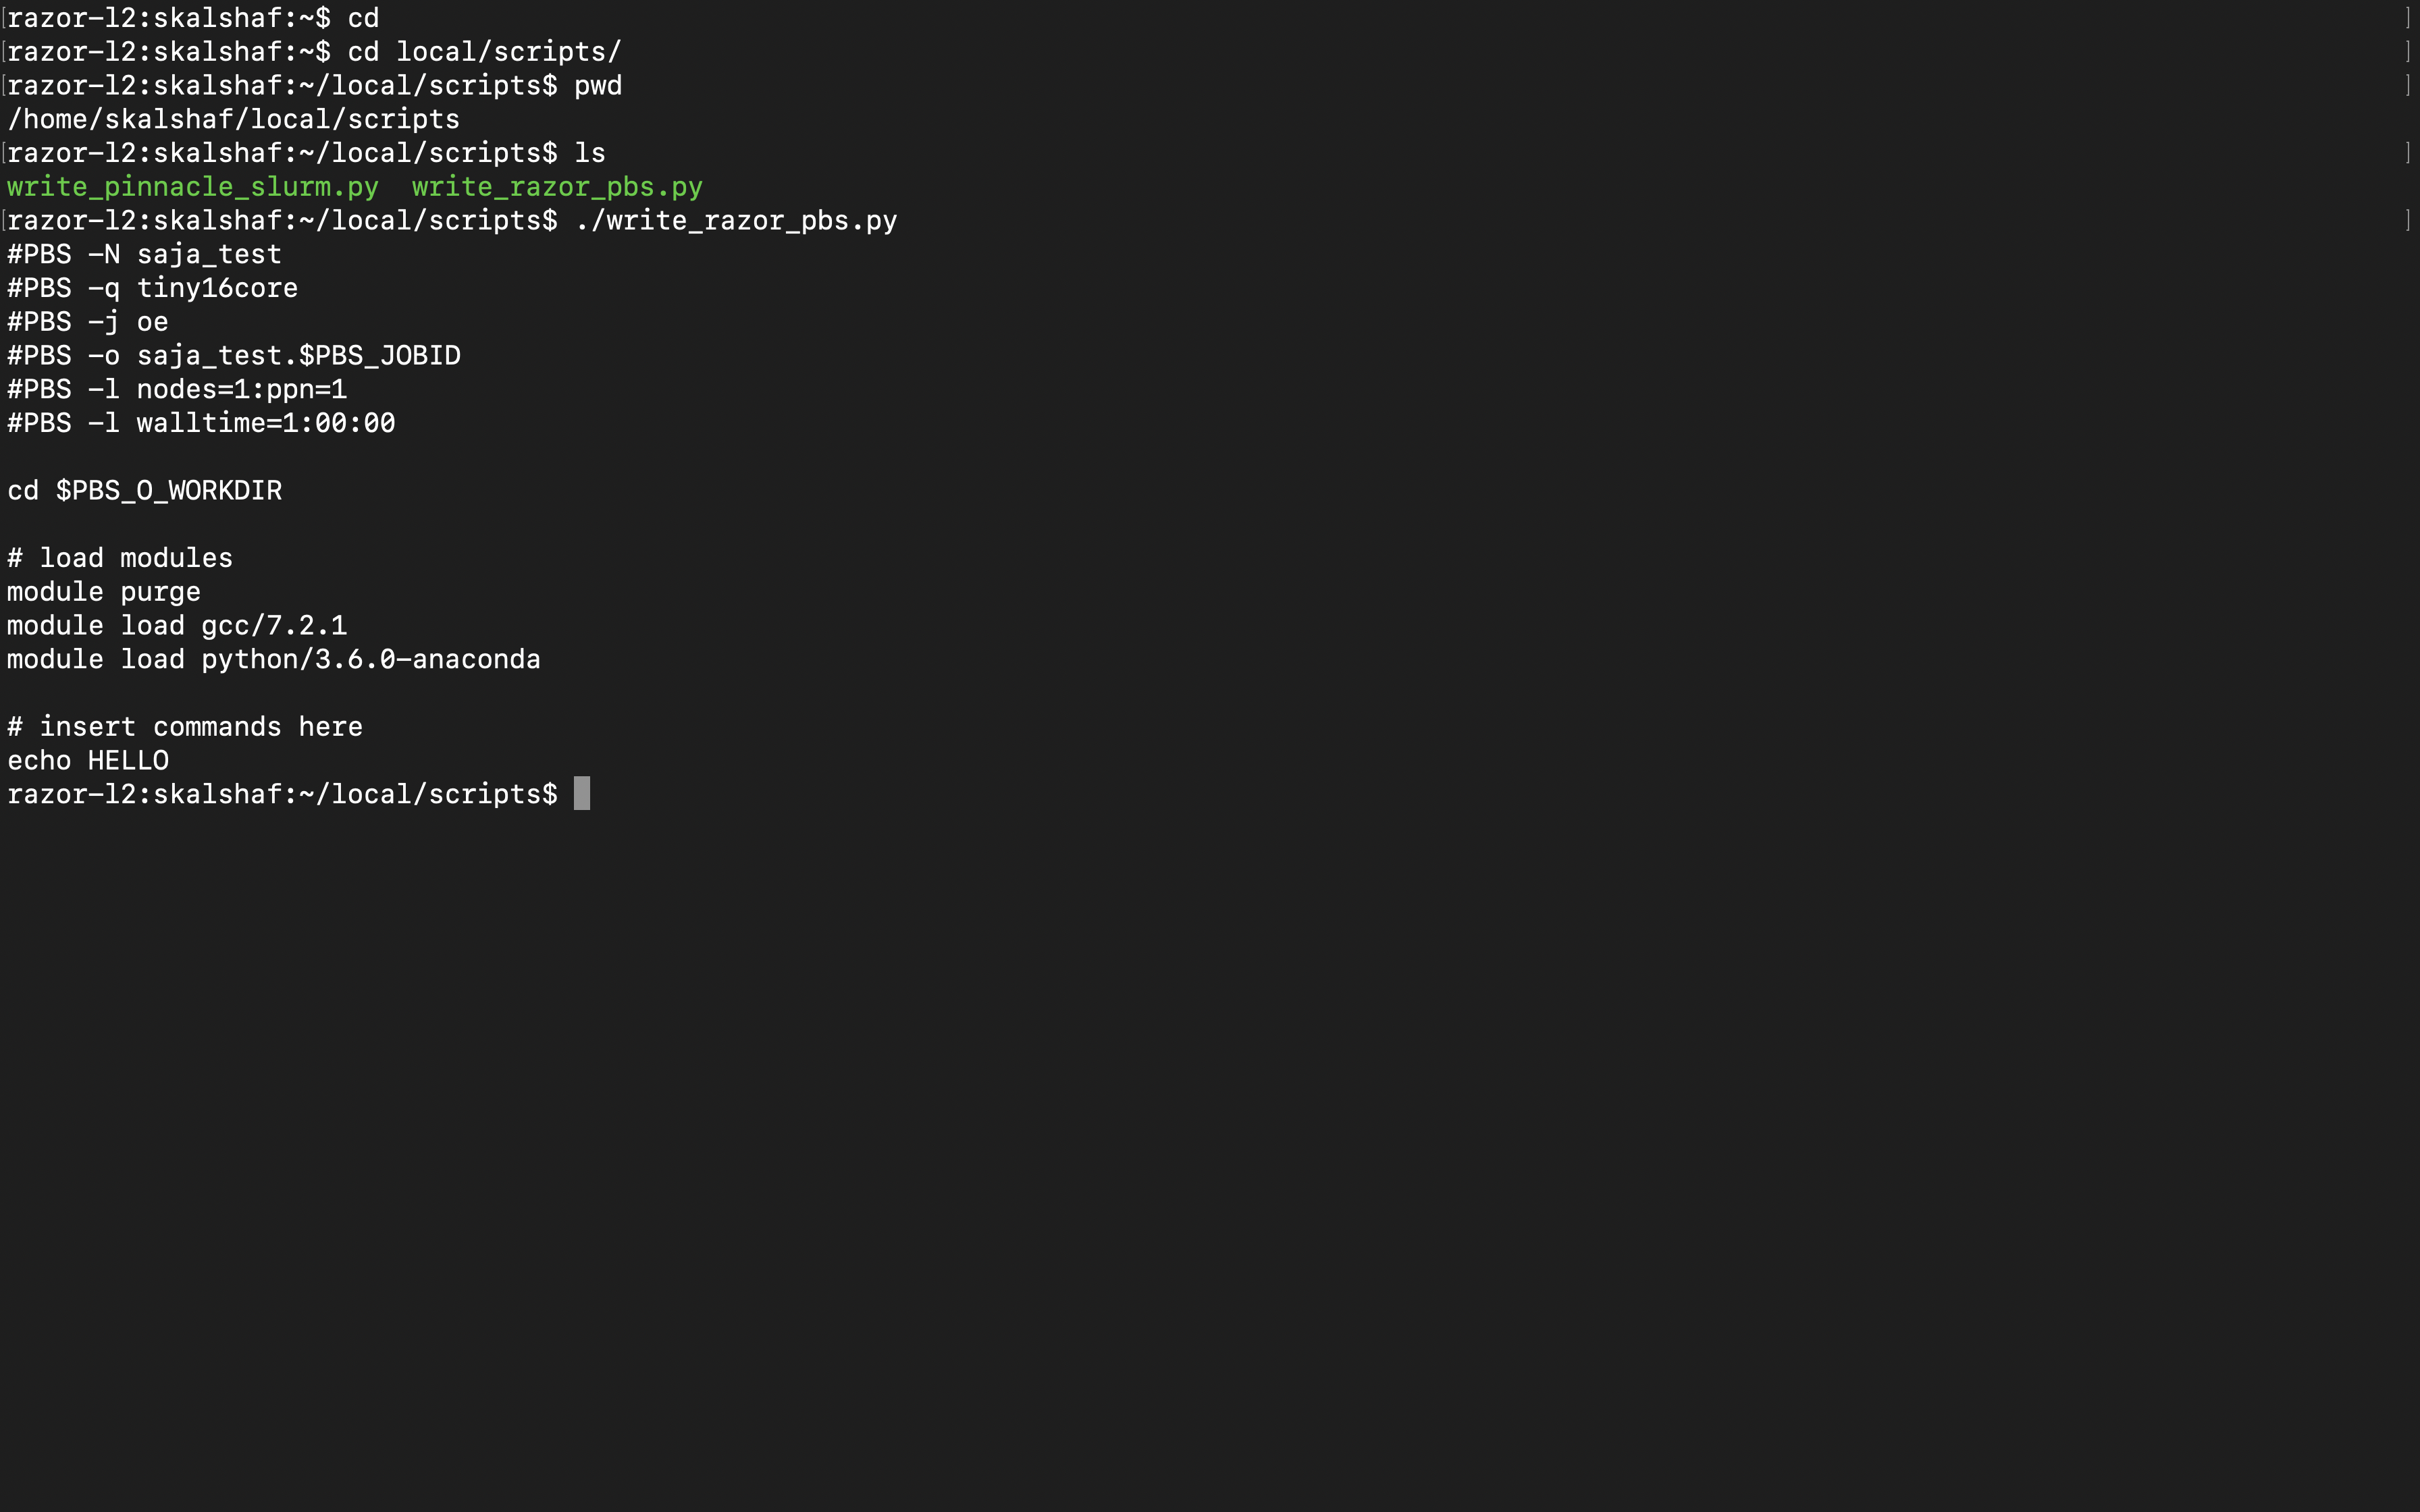 [razor-l2:skalshaf:~$ cd ]
[razor-l2:skalshaf:~$ cd local/scripts/ ]
[razor-l2:skalshaf:~/local/scripts$ pwd ]
/home/skalshaf/local/scripts
[razor-l2:skalshaf:~/local/scripts$ ls ]
write_pinnacle_slurm.py  write_razor_pbs.py
[razor-l2:skalshaf:~/local/scripts$ ./write_razor_pbs.py ]
#PBS -N saja_test
#PBS -q tiny16core
#PBS -j oe
#PBS -o saja_test.$PBS_JOBID
#PBS -l nodes=1:ppn=1
#PBS -l walltime=1:00:00

cd $PBS_O_WORKDIR

# load modules
module purge
module load gcc/7.2.1
module load python/3.6.0-anaconda

# insert commands here
echo HELLO
razor-l2:skalshaf:~/local/scripts$